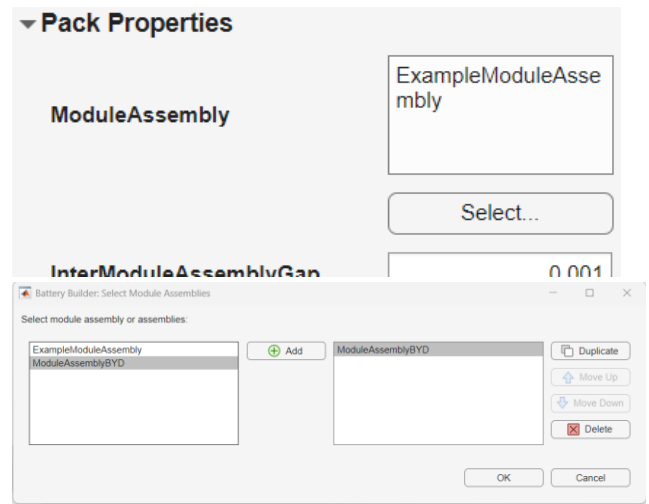 Pack Properties
ModuleAssembly
ExampleModuleAsse
mbly
Select...
InterModuleAssemblyGap
0.001
Battery Builder: Select Module Assemblies
Select module assembly or assemblies:
ExampleModuleAssembly
ModuleAssemblyBYD
Add
ModuleAssemblyBYD
Duplicate
Move Up
Move Down
Delete
OK
Cancel